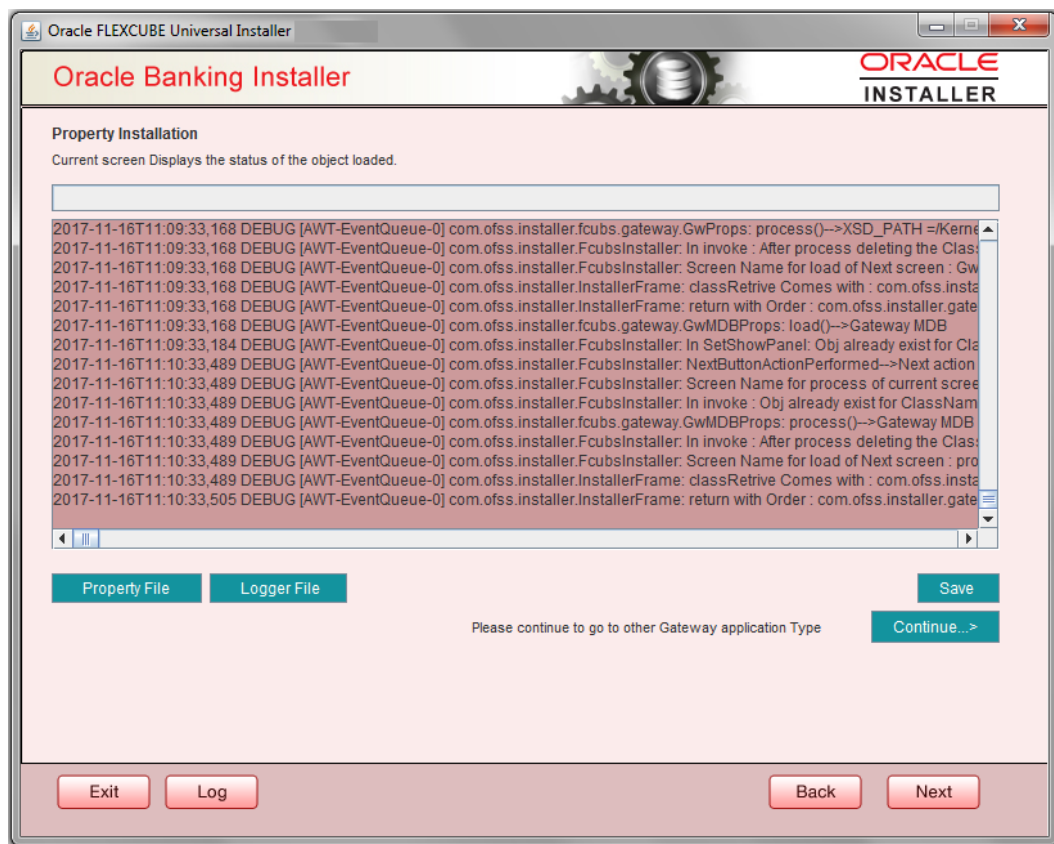 Oracle FLEXCUBE Universal Installer
Oracle Banking Installer
ORACLE
INSTALLER
Property Installation
Current screen Displays the status of the object loaded.
2017-11-16T11:09:33,168 DEBUG [AWT-EventQueue-0] com.ofss.installer.fcubs.gateway.GwProps: process()-->XSD_PATH =/Kerne
2017-11-16T11:09:33,168 DEBUG [AWT-EventQueue-0] com.ofss.installer.FcubsInstaller: In invoke : After process deleting the Clas
2017-11-16T11:09:33,168 DEBUG [AWT-EventQueue-0] com.ofss.installer.FcubsInstaller: Screen Name for load of Next screen : Gw
2017-11-16T11:09:33,168 DEBUG [AWT-EventQueue-0] com.ofss.installer.InstallerFrame: classRetrive Comes with : com.ofss.insta
2017-11-16T11:09:33,168 DEBUG [AWT-EventQueue-0] com.ofss.installer.InstallerFrame: return with Order : com.ofss.installer.gate
2017-11-16T11:09:33,168 DEBUG [AWT-EventQueue-0] com.ofss.installer.fcubs.gateway.GwMDBProps: load()-->Gateway MDB
2017-11-16T11:09:33,184 DEBUG [AWT-EventQueue-0] com.ofss.installer.FcubsInstaller: In SetShowPanel: Obj already exist for Cla
2017-11-16T11:10:33,489 DEBUG [AWT-EventQueue-0] com.ofss.installer.FcubsInstaller: NextButtonActionPerformed-->Next action
2017-11-16T11:10:33,489 DEBUG [AWT-EventQueue-0] com.ofss.installer.FcubsInstaller: Screen Name for process of current scree
2017-11-16T11:10:33,489 DEBUG [AWT-EventQueue-0] com.ofss.installer.FcubsInstaller: In invoke : Obj already exist for ClassNam
2017-11-16T11:10:33,489 DEBUG [AWT-EventQueue-0] com.ofss.installer.fcubs.gateway.GwMDBProps: process()-->Gateway MDB
2017-11-16T11:10:33,489 DEBUG [AWT-EventQueue-0] com.ofss.installer.FcubsInstaller: In invoke : After process deleting the Clas
2017-11-16T11:10:33,489 DEBUG [AWT-EventQueue-0] com.ofss.installer.FcubsInstaller: Screen Name for load of Next screen : pro
2017-11-16T11:10:33,489 DEBUG [AWT-EventQueue-0] com.ofss.installer.InstallerFrame: classRetrive Comes with : com.ofss.insta
2017-11-16T11:10:33,505 DEBUG [AWT-EventQueue-0] com.ofss.installer.InstallerFrame: return with Order : com.ofss.installer.gate
Property File Logger File Save
Please continue to go to other Gateway application Type Continue...>
Exit Log Back Next